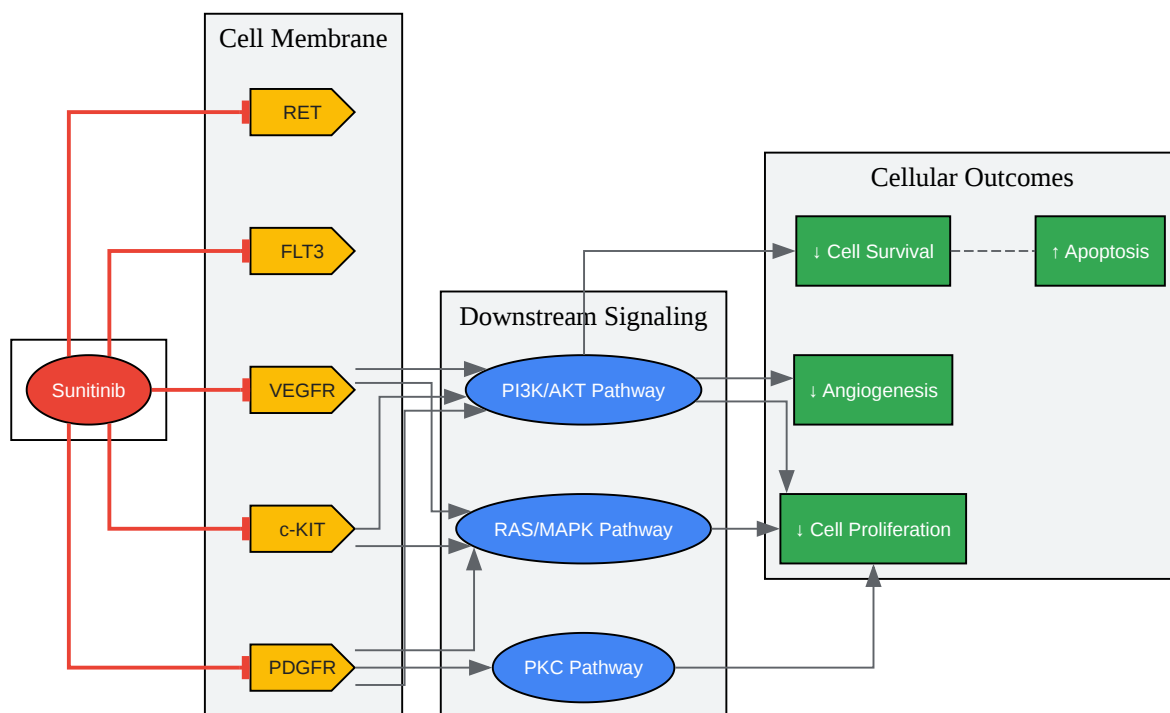 Cell Membrane
RET
FLT3
Sunitinib
VEGFR
c-KIT
PDGFR
Downstream Signaling
PI3K/AKT Pathway
RAS/MAPK Pathway
PKC Pathway
Cellular Outcomes
↓ Cell Survival
↑ Apoptosis
↓ Angiogenesis
↓ Cell Proliferation